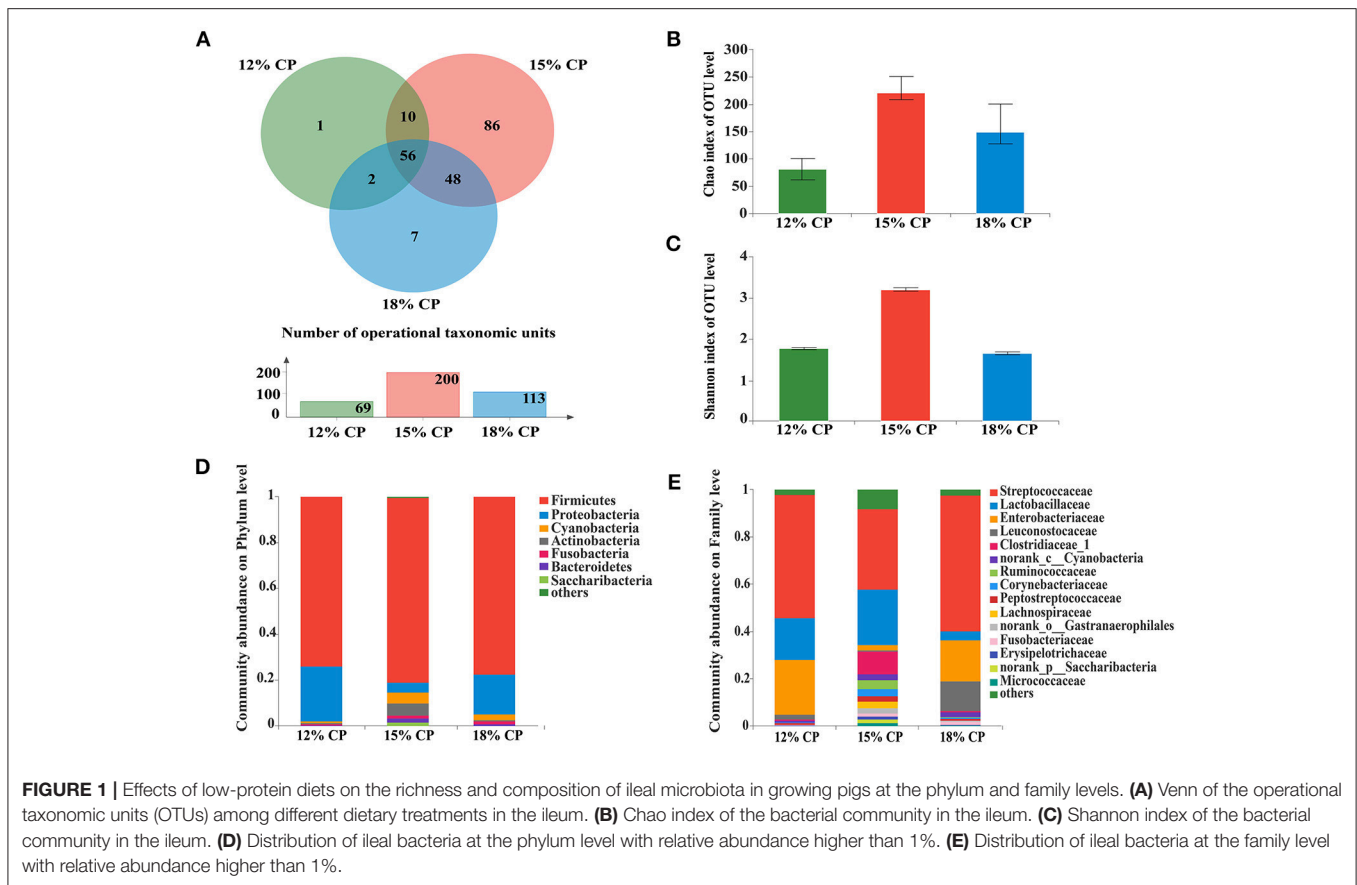 A
12% CP
15% CP
1
10
86
56
2
48
7
18% CP
Number of operational taxonomic units
200
100
0
69
200
113
12% CP 15% CP 18% CP
B
Chao index of OTU level
300
250
200
150
100
50
0
12% CP 15% CP 18% CP
C
Shannon index of OTU level
4
3
2
1
0
12% CP 15% CP 18% CP
D
Community abundance on Phylum level
1
0.8
0.6
0.4
0.2
0
12% CP 15% CP 18% CP
Firmicutes
Proteobacteria
Cyanobacteria
Actinobacteria
Fusobacteria
Bacteroidetes
Saccharibacteria
others
E
Community abundance on Family leve
1
0.8
0.6
0.4
0.2
0
12% CP 15% CP 18% CP
Streptococcaceae
Lactobacillaceae
Enterobacteriaceae
Leuconostocaceae
Clostridiaceae_1
norank_c__Cyanobacteria
Ruminococcaceae
Corynebacteriaceae
Peptostreptococcaceae
Lachnospiraceae
norank_o__Gastranaerophilales
Fusobacteriaceae
Erysipelotrichaceae
norank_p__Saccharibacteria
Micrococcaceae
others
FIGURE 1 | Effects of low-protein diets on the richness and composition of ileal microbiota in growing pigs at the phylum and family levels. (A) Venn of the operational
taxonomic units (OTUs) among different dietary treatments in the ileum. (B) Chao index of the bacterial community in the ileum. (C) Shannon index of the bacterial
community in the ileum. (D) Distribution of ileal bacteria at the phylum level with relative abundance higher than 1%. (E) Distribution of ileal bacteria at the family level
with relative abundance higher than 1%.